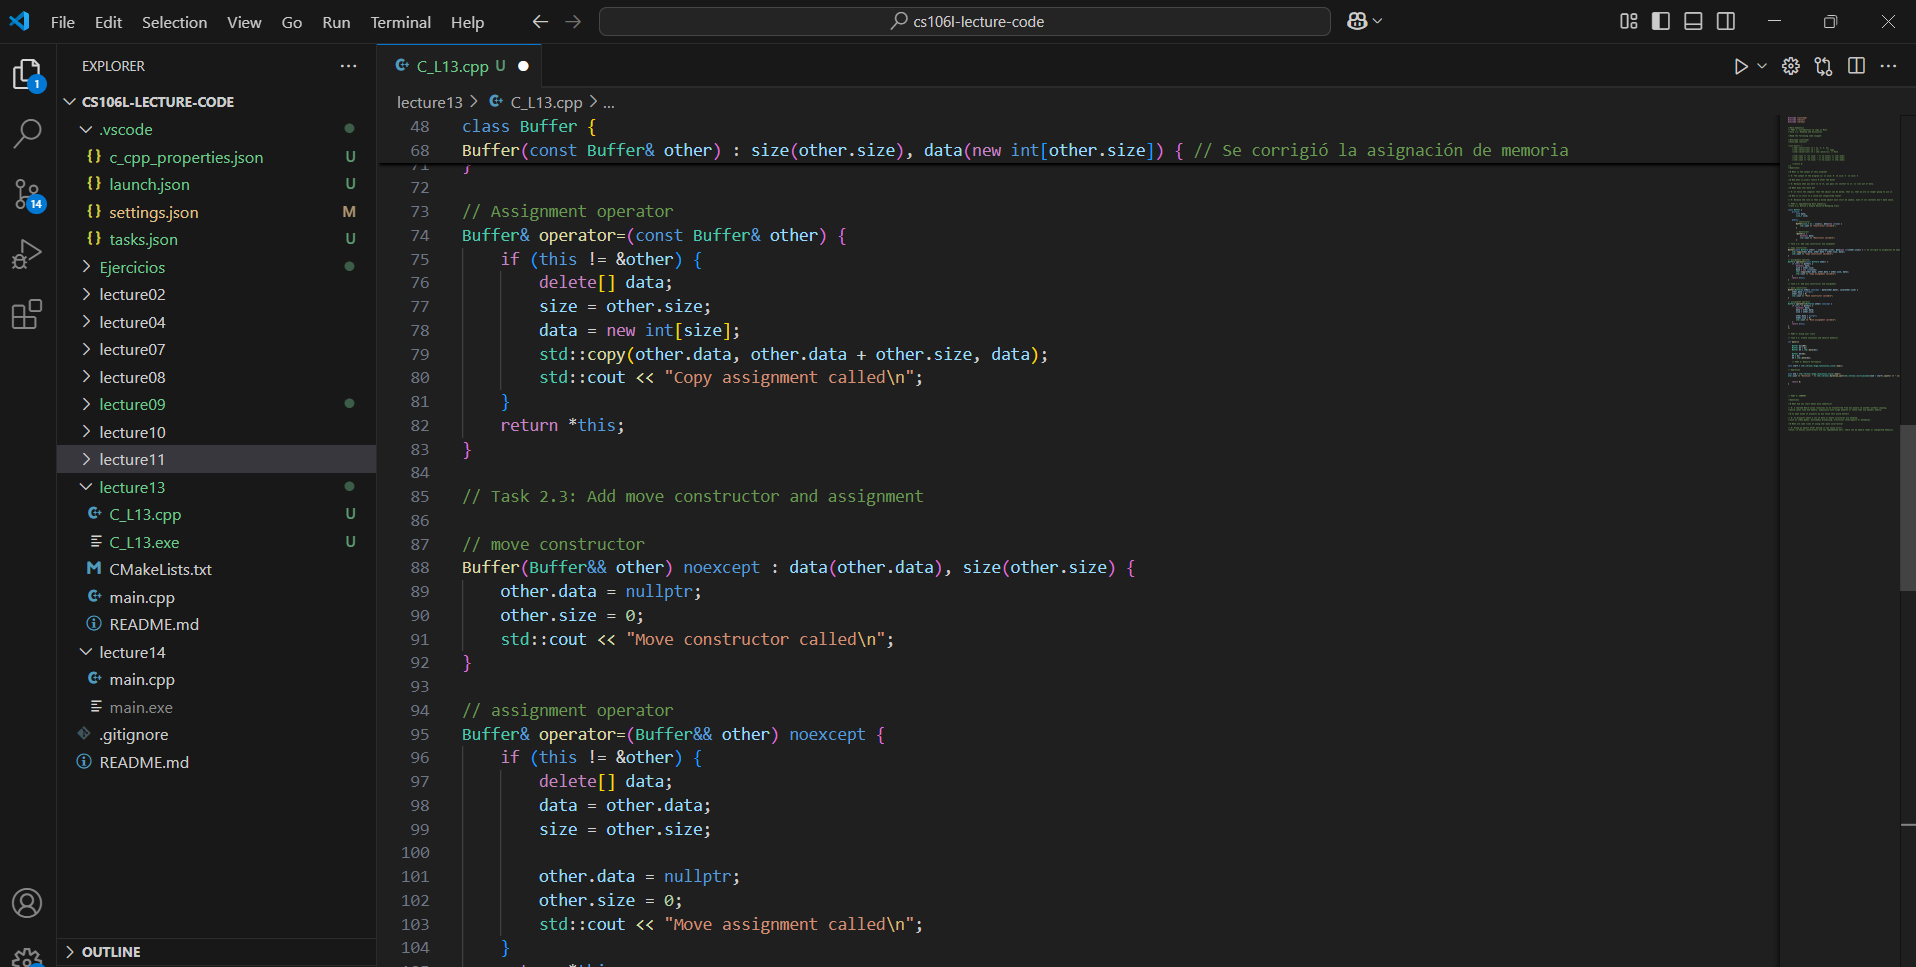 File Edit Selection View Go Run Terminal Help
cs106l-lecture-code
EXPLORER
CS106L-LECTURE-CODE
.vscode
c_cpp_properties.json U
launch.json U
settings.json M
tasks.json U
Ejercicios
lecture02
lecture04
lecture07
lecture08
lecture09
lecture10
lecture11
lecture13
C_L13.cpp U
C_L13.exe U
CMakeLists.txt
main.cpp
README.md
lecture14
main.cpp
main.exe
.gitignore
README.md
OUTLINE
1
14
C_L13.cpp U
lecture13 > C_L13.cpp > ...
48 class Buffer {
68 Buffer(const Buffer& other) : size(other.size), data(new int[other.size]) { // Se corrigió la asignación de memoria
71 }
72
73 // Assignment operator
74 Buffer& operator=(const Buffer& other) {
75 if (this != &other) {
76 delete[] data;
77 size = other.size;
78 data = new int[size];
79 std::copy(other.data, other.data + other.size, data);
80 std::cout << "Copy assignment called\n";
81 }
82 return *this;
83 }
84
85 // Task 2.3: Add move constructor and assignment
86
87 // move constructor
88 Buffer(Buffer&& other) noexcept : data(other.data), size(other.size) {
89 other.data = nullptr;
90 other.size = 0;
91 std::cout << "Move constructor called\n";
92 }
93
94 // assignment operator
95 Buffer& operator=(Buffer&& other) noexcept {
96 if (this != &other) {
97 delete[] data;
98 data = other.data;
99 size = other.size;
100
101 other.data = nullptr;
102 other.size = 0;
103 std::cout << "Move assignment called\n";
104 }